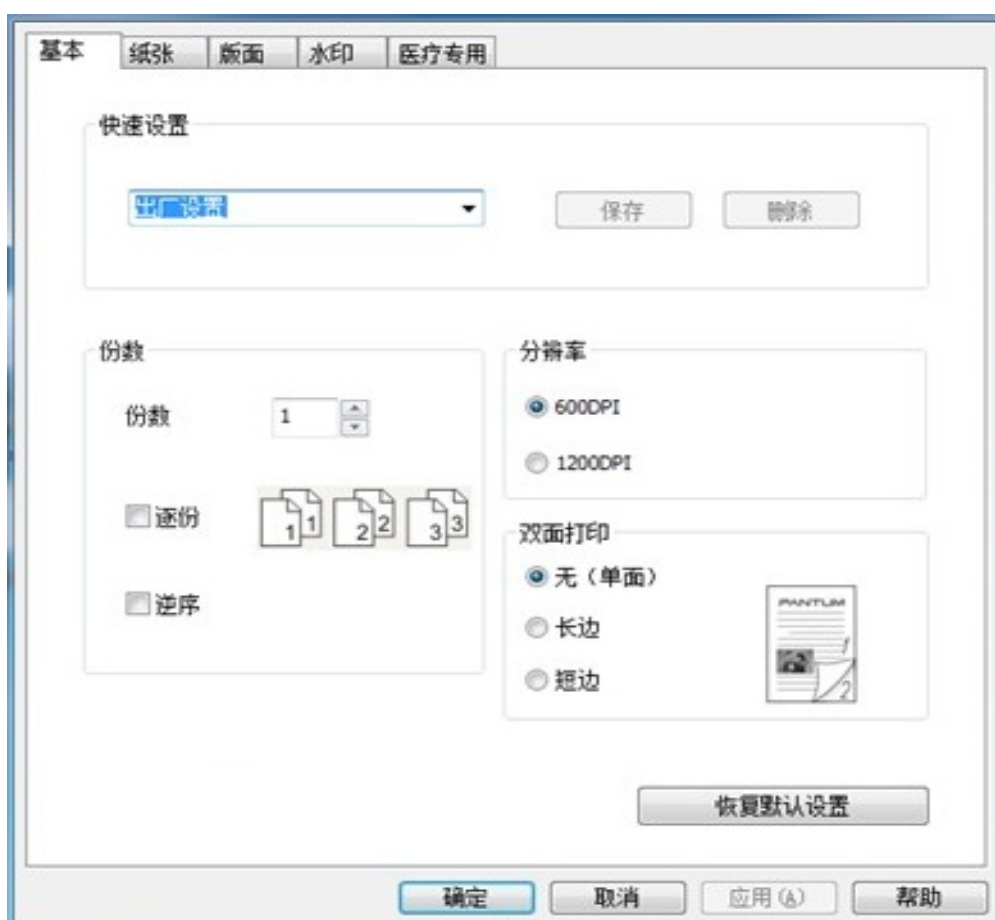 基本 纸张 版面 水印 医疗专用
快速设置
出厂设置 保存 删除
份数
份数 1
逐份 1 1 2 2 3 3
逆序
分辨率
600DPI
1200DPI
双面打印
无（单面）
长边
短边
PANTUM
1
2
恢复默认设置
确定 取消 应用(A) 帮助